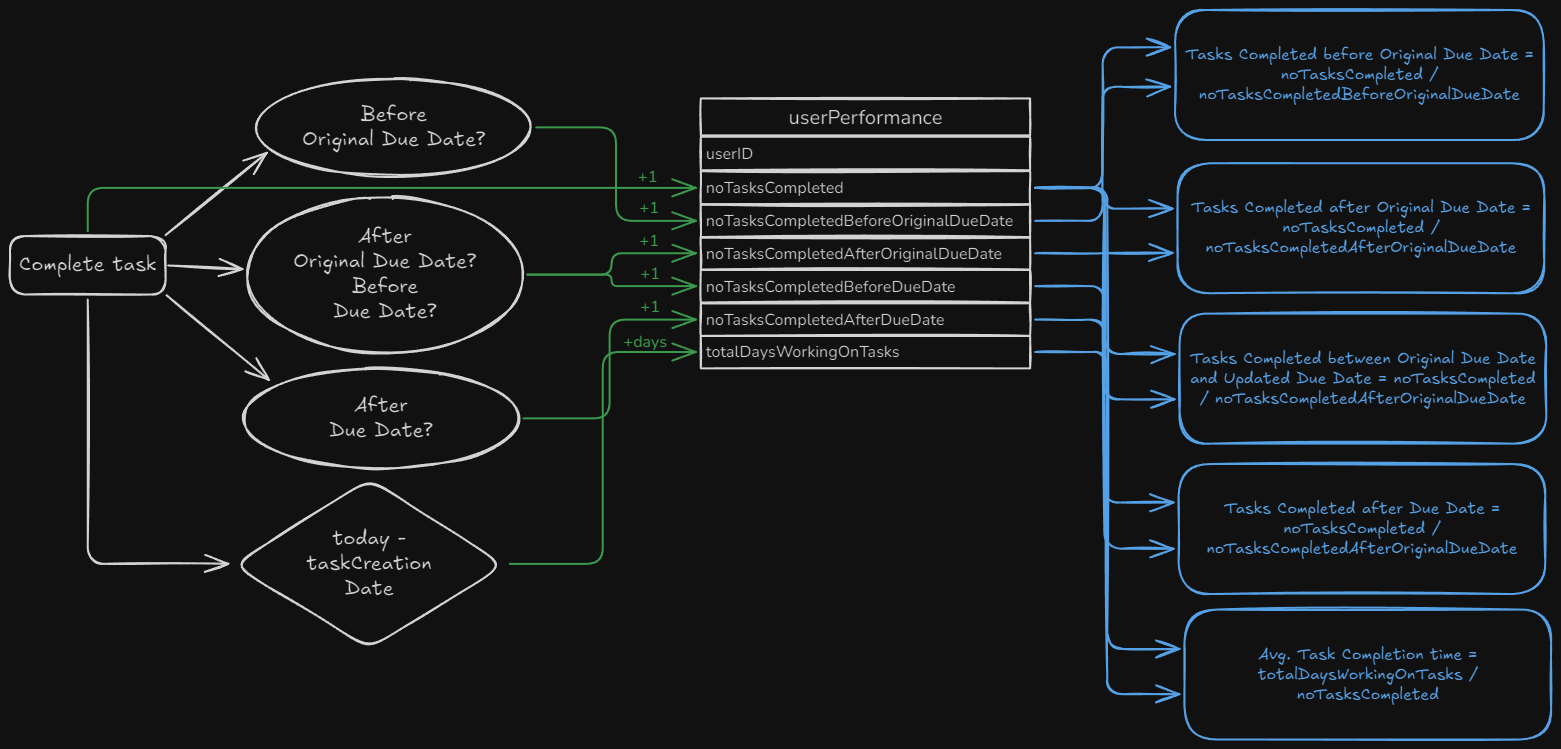 Before
Original Due Date?
After
Original Due Date?
Before
Due Date?
Complete task
After
Due Date?
today -
taskCreation
Date
+1
+1
+1
+1
+1
+days
userPerformance
userID
noTasksCompleted
noTasksCompletedBeforeOriginalDueDate
noTasksCompletedAfterOriginalDueDate
noTasksCompletedBeforeDueDate
noTasksCompletedAfterDueDate
totalDaysWorkingOnTasks
Tasks Completed before Original Due Date =
noTasksCompleted /
noTasksCompletedBeforeOriginalDueDate
Tasks Completed after Original Due Date =
noTasksCompleted /
noTasksCompletedAfterOriginalDueDate
Tasks Completed between Original Due Date
and Updated Due Date = noTasksCompleted
/ noTasksCompletedAfterOriginalDueDate
Tasks Completed after Due Date =
noTasksCompleted /
noTasksCompletedAfterOriginalDueDate
Avg. Task Completion time =
totalDaysWorkingOnTasks /
noTasksCompleted